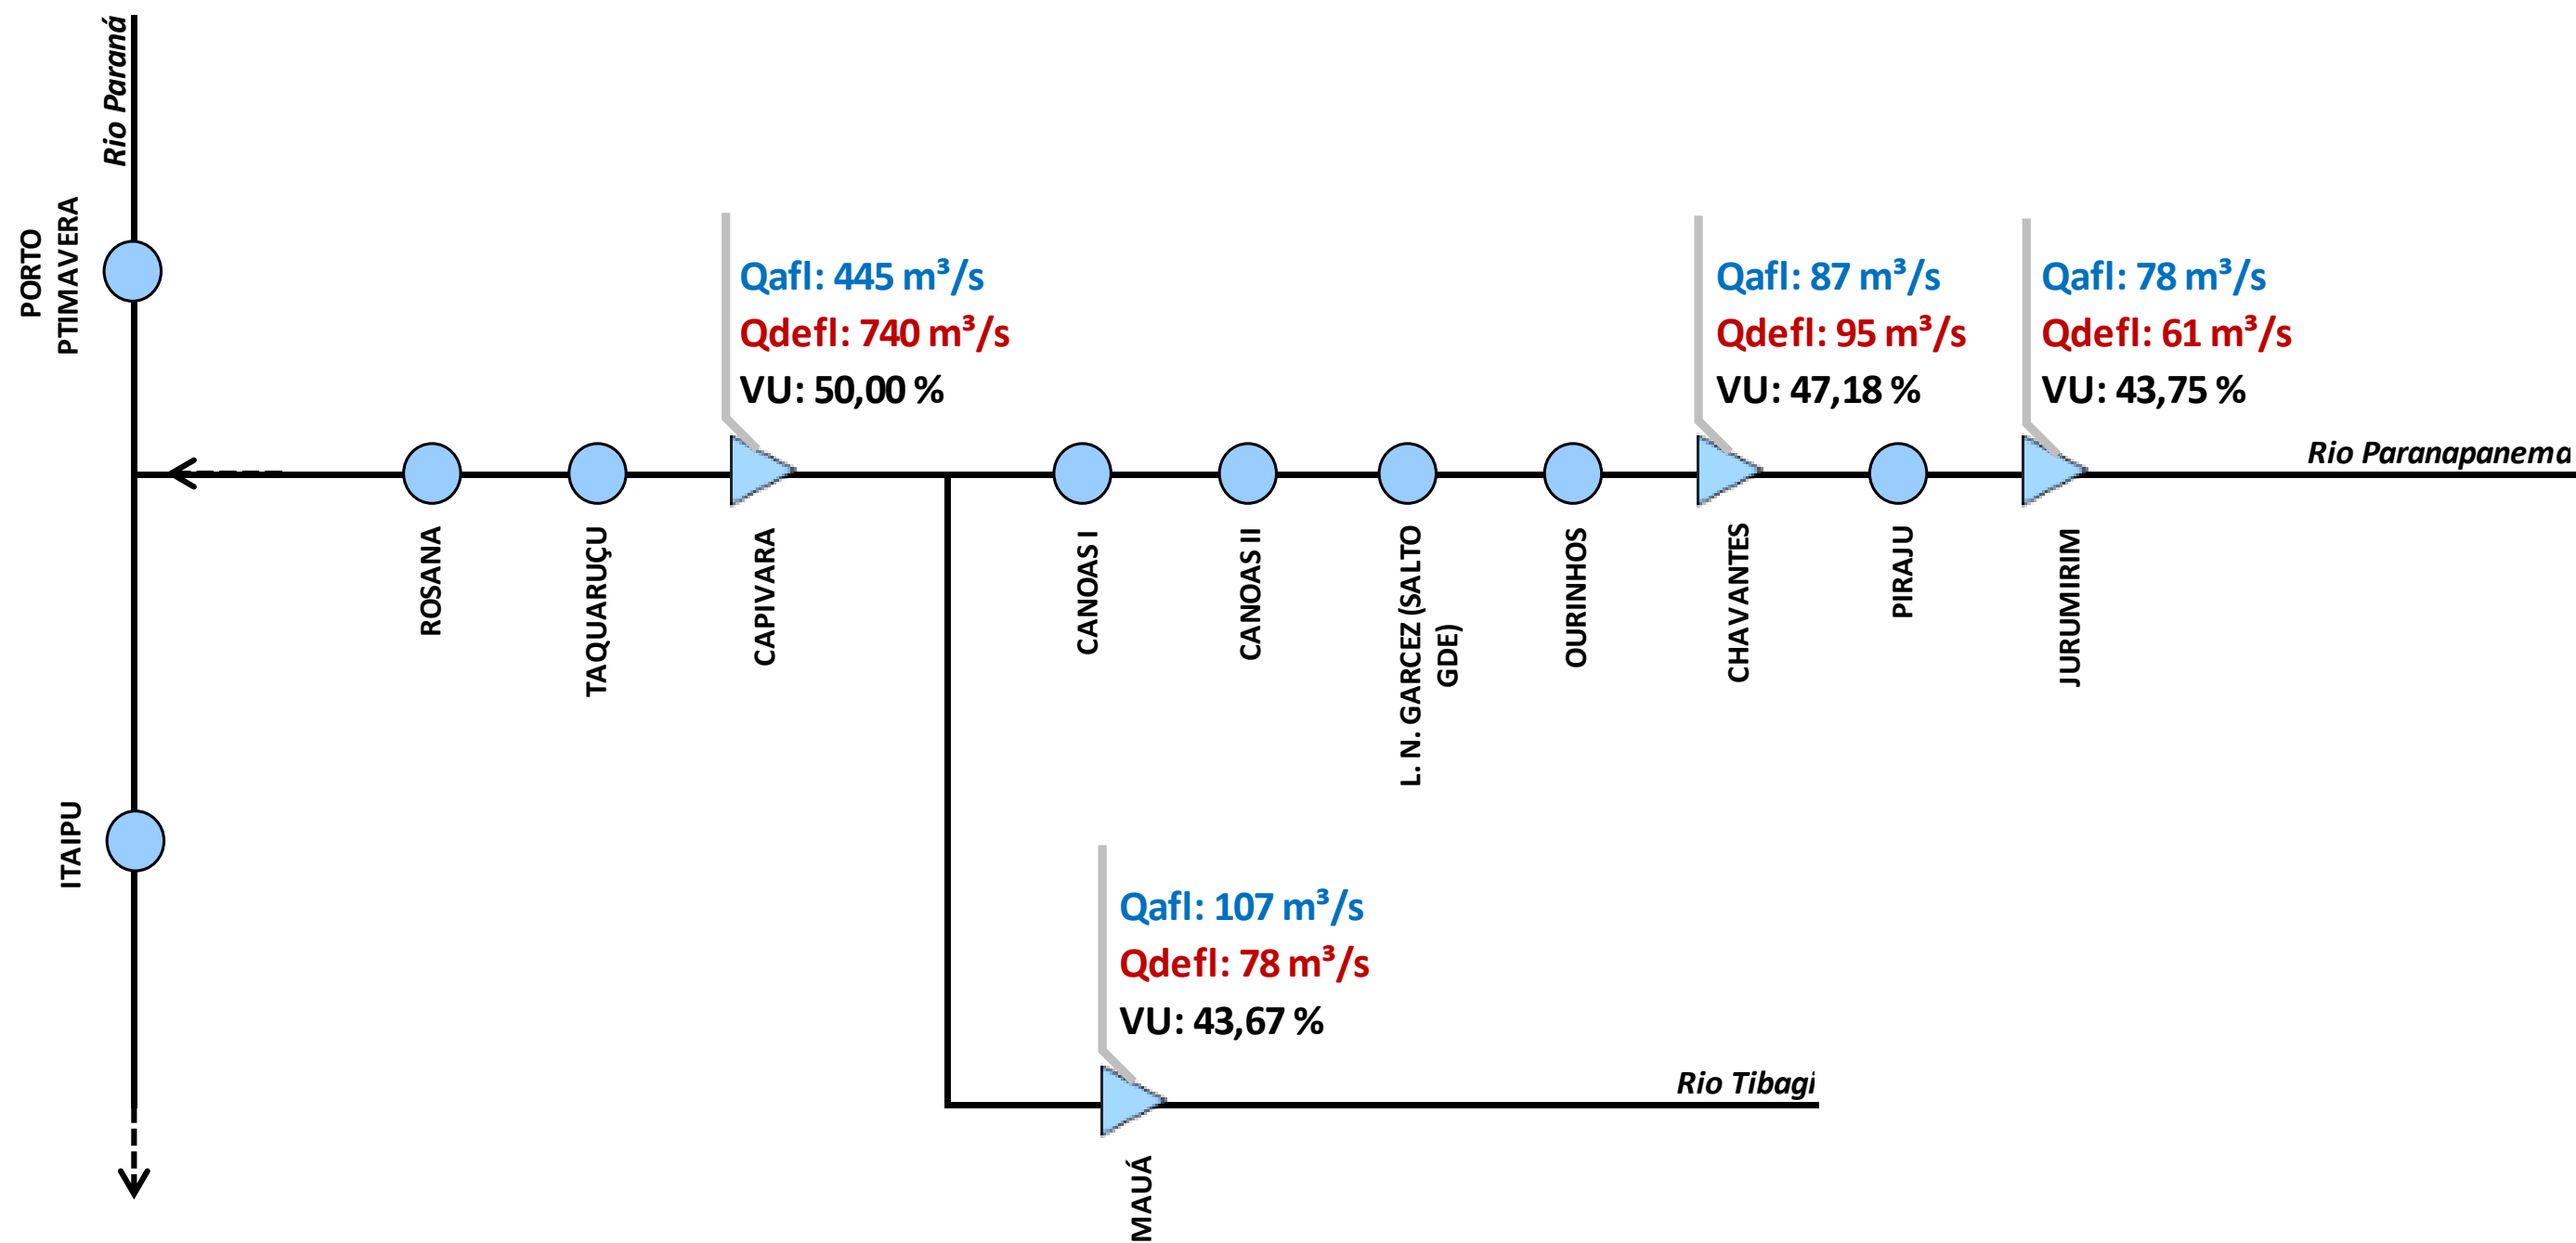 Rio Paraná
PORTO
PTIMAVERA
Qafl: 445 m³/s
Qdefl: 740 m³/s
VU: 50,00 %
Qafl: 87 m³/s
Qdefl: 95 m³/s
VU: 47,18 %
Qafl: 78 m³/s
Qdefl: 61 m³/s
VU: 43,75 %
Rio Paranapanema
ROSANA
TAQUARUÇU
CAPIVARA
CANOAS I
CANOAS II
L. N. GARCEZ (SALTO
GDE)
OURINHOS
CHAVANTES
PIRAJU
JURUMIRIM
ITAIPU
Qafl: 107 m³/s
Qdefl: 78 m³/s
VU: 43,67 %
Rio Tibagi
MAUÁ